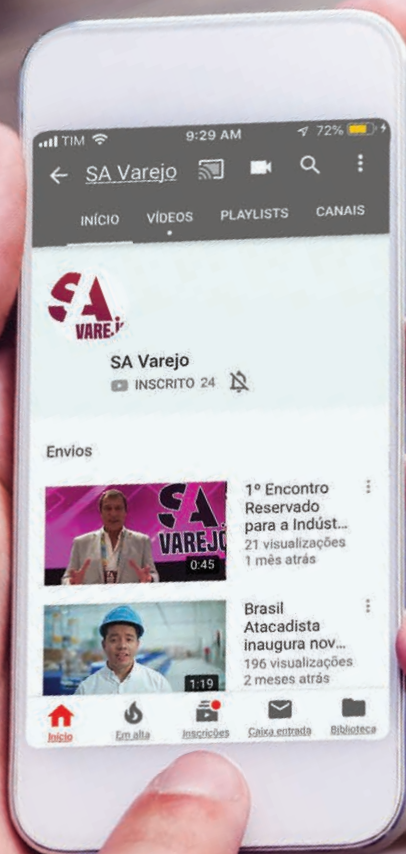 TIM 9:29 AM 72%
SA Varejo
INÍCIO VÍDEOS PLAYLISTS CANAIS
SA
VAREJO
SA Varejo
INSCRITO 24
Envios
SA
VAREJO
0:45
1º Encontro
Reservado
para a Indúst...
21 visualizações
1 mês atrás
1:19
Brasil
Atacadista
inaugura nov...
196 visualizações
2 meses atrás
Início Em alta Inscrições Caixa entrada Biblioteca